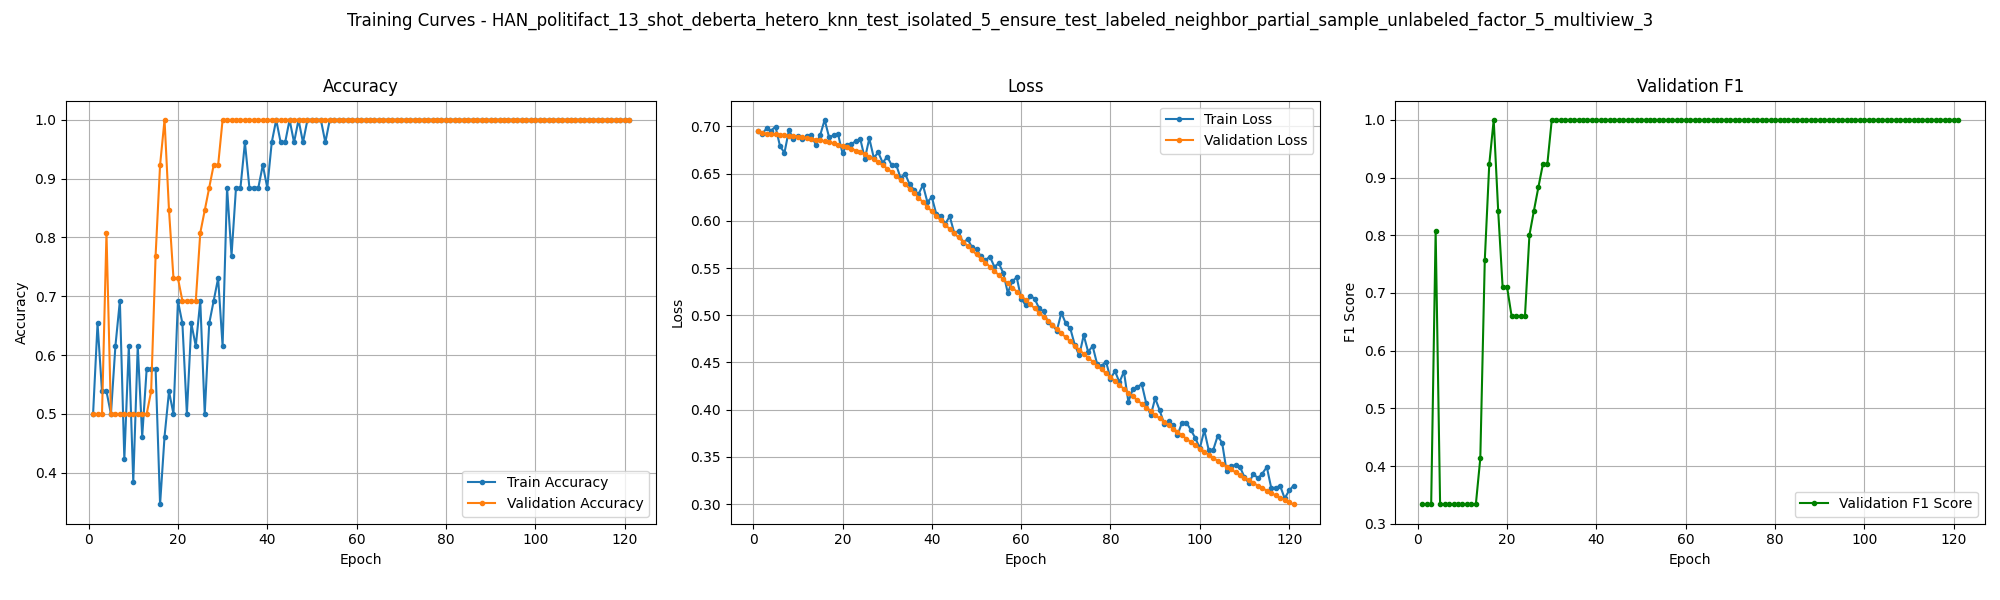 Training Curves - HAN_politifact_13_shot_deberta_hetero_knn_test_isolated_5_ensure_test_labeled_neighbor_partial_sample_unlabeled_factor_5_multiview_3
Accuracy
1.0
0.9
0.8
0.7
0.6
0.5
0.4
Accuracy
0 20 40 60 80 100 120
Epoch
Train Accuracy
Validation Accuracy
Loss
0.70
0.65
0.60
0.55
0.50
0.45
0.40
0.35
0.30
Loss
0 20 40 60 80 100 120
Epoch
Train Loss
Validation Loss
Validation F1
1.0
0.9
0.8
0.7
0.6
0.5
0.4
0.3
F1 Score
0 20 40 60 80 100 120
Epoch
Validation F1 Score